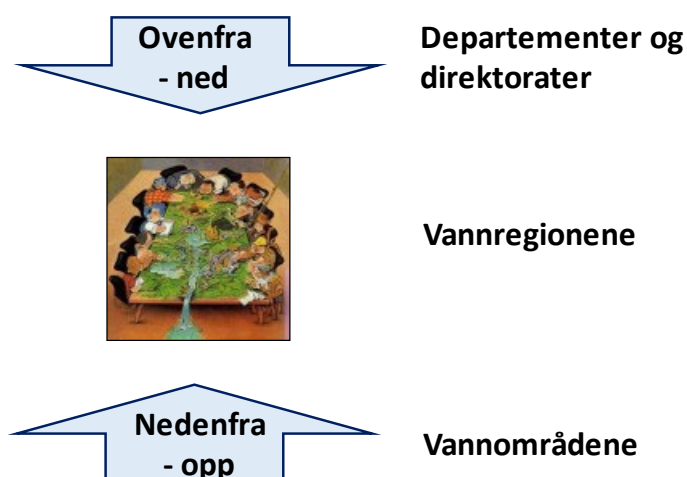 Ovenfra
- ned
Departementer og
direktorater
Vannregionene
Nedenfra
- opp
Vannområdene